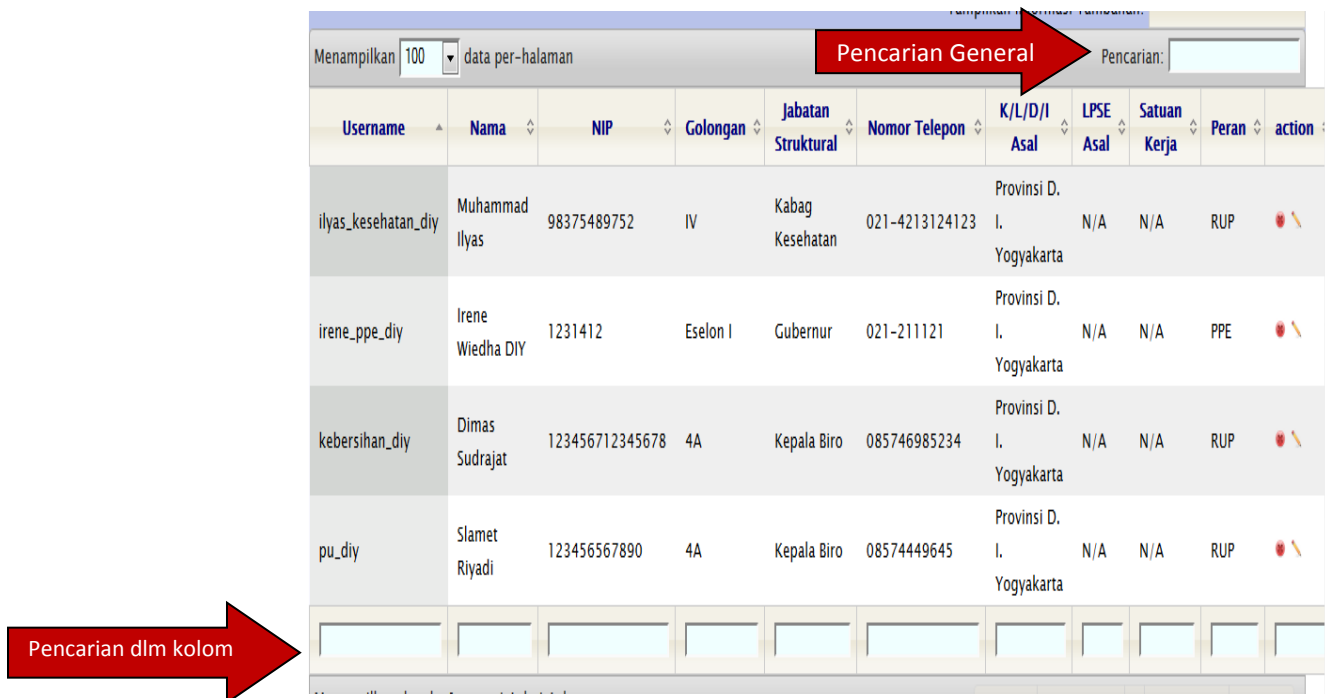 Tampilkan Informasi Tambahan:
Menampilkan 100 data per-halaman Pencarian General Pencarian:
Username Nama NIP Golongan Jabatan Struktural Nomor Telepon K/L/D/I Asal LPSE Asal Satuan Kerja Peran action
ilyas_kesehatan_diy Muhammad Ilyas 98375489752 IV Kabag Kesehatan 021-4213124123 Provinsi D. I. Yogyakarta N/A N/A RUP
irene_ppe_diy Irene Wiedha DIY 1231412 Eselon I Gubernur 021-211121 Provinsi D. I. Yogyakarta N/A N/A PPE
kebersihan_diy Dimas Sudrajat 123456712345678 4A Kepala Biro 085746985234 Provinsi D. I. Yogyakarta N/A N/A RUP
pu_diy Slamet Riyadi 123456567890 4A Kepala Biro 08574449645 Provinsi D. I. Yogyakarta N/A N/A RUP
Pencarian dlm kolom